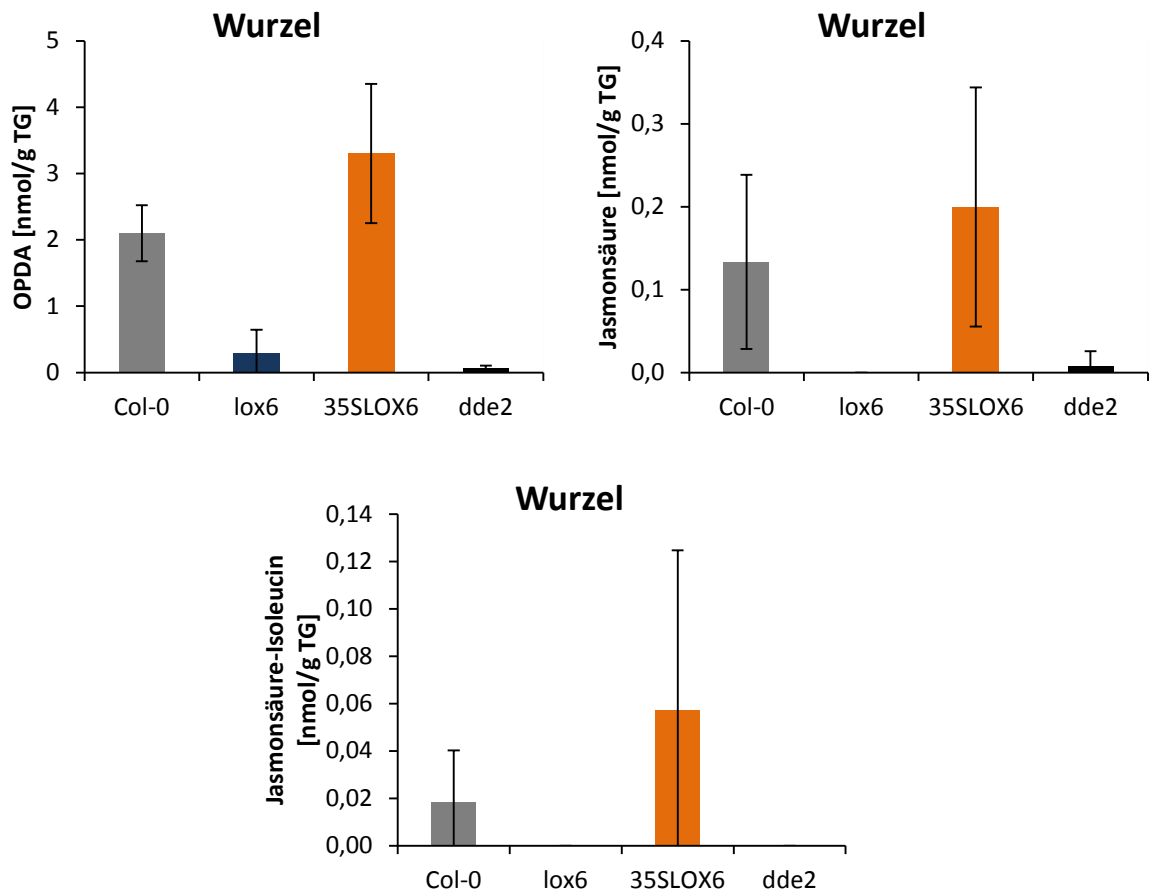 Wurzel
OPDA [nmol/g TG]
5
4
3
2
1
0
Col-0 lox6 35SLOX6 dde2
Wurzel
Jasmonsäure [nmol/g TG]
0,4
0,3
0,2
0,1
0,0
Col-0 lox6 35SLOX6 dde2
Wurzel
Jasmonsäure-Isoleucin
[nmol/g TG]
0,14
0,12
0,10
0,08
0,06
0,04
0,02
0,00
Col-0 lox6 35SLOX6 dde2